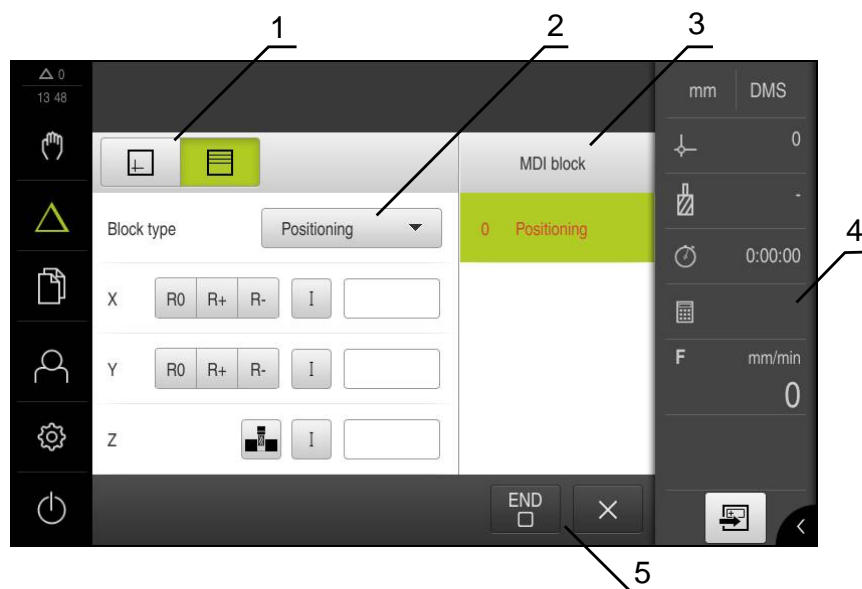 1
2
3
△ 0
13 48
mm DMS
0
MDI block
-
Block type Positioning
0 Positioning
4
0:00:00
X R0 R+ R- I
F mm/min
Y R0 R+ R- I
0
Z I
END
5